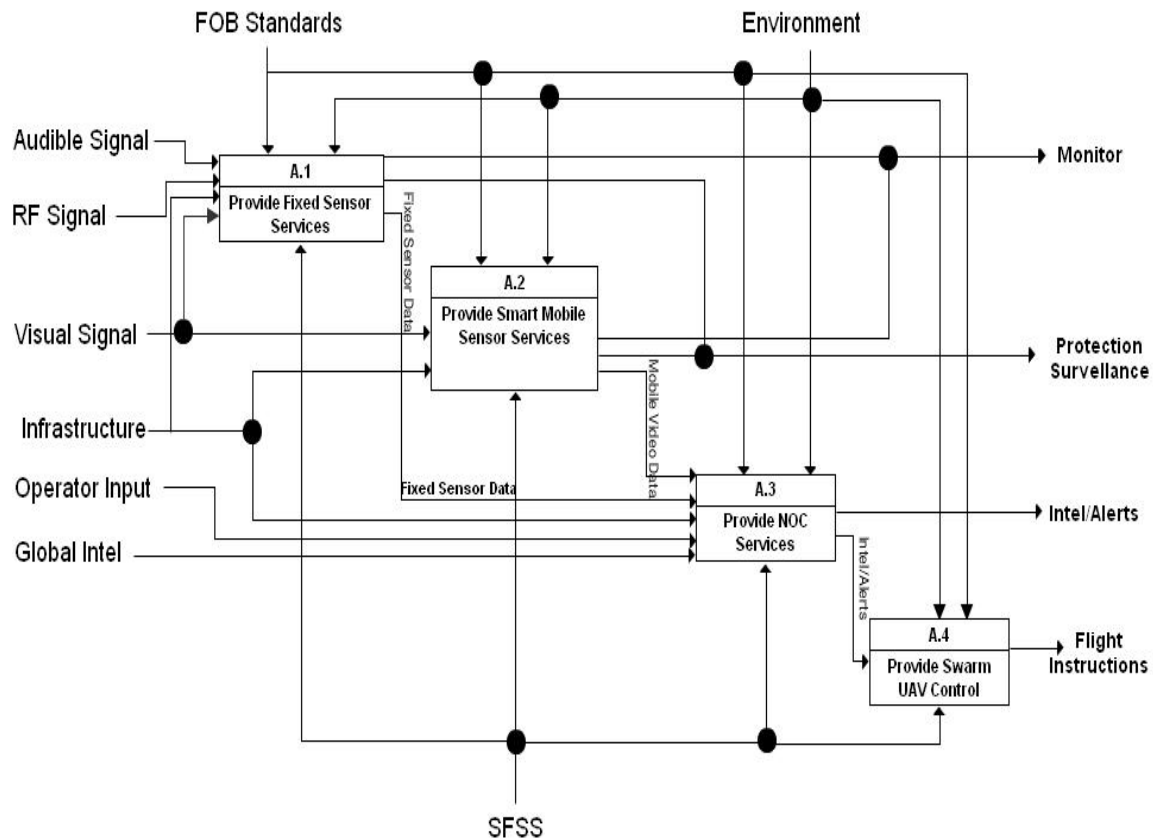 FOB Standards
Environment
Audible Signal
A.1
Monitor
Provide Fixed Sensor
Services
RF Signal
Fixed Sensor Data
A.2
Provide Smart Mobile
Sensor Services
Visual Signal
Protection
Survellance
Mobile Video Data
Infrastructure
Operator Input
Fixed Sensor Data
A.3
Provide NOC
Services
Intel/Alerts
Global Intel
Intel/Alerts
A.4
Provide Swarm
UAV Control
Flight
Instructions
SFSS